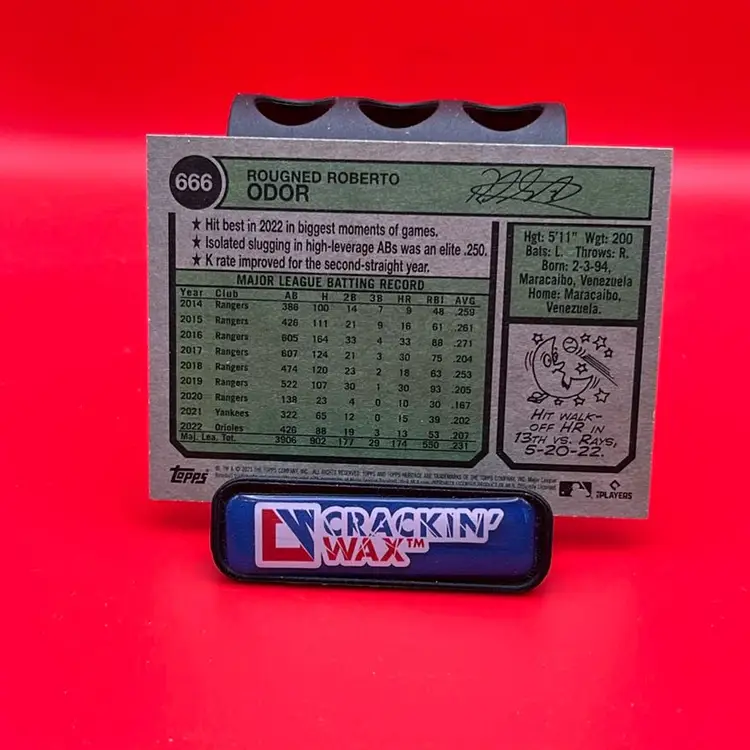 666
ROUGNED ROBERTO
ODOR
★ Hit best in 2022 in biggest moments of games.
★ Isolated slugging in high-leverage ABs was an elite .250.
★ K rate improved for the second-straight year.
MAJOR LEAGUE BATTING RECORD
Year Club AB H 2B 3B HR RBI AVG
2014 Rangers 386 100 14 7 9 48 .259
2015 Rangers 426 111 21 9 16 61 .261
2016 Rangers 605 164 33 4 33 88 .271
2017 Rangers 607 124 21 3 30 75 .204
2018 Rangers 474 120 23 2 18 63 .253
2019 Rangers 522 107 30 1 30 93 .205
2020 Rangers 138 23 4 0 10 30 .167
2021 Yankees 322 65 12 0 15 39 .202
2022 Orioles 426 88 19 3 13 53 .207
Maj. Lea. Tot. 3906 902 177 29 174 550 .231
Hgt: 5'11" Wgt: 200
Bats: L. Throws: R.
Born: 2-3-94,
Maracaibo, Venezuela
Home: Maracaibo,
Venezuela.
HIT WALK-
OFF HR IN
13TH VS. RAYS,
5-20-22.
topps
PLAYERS
CRACKIN'
WAX™